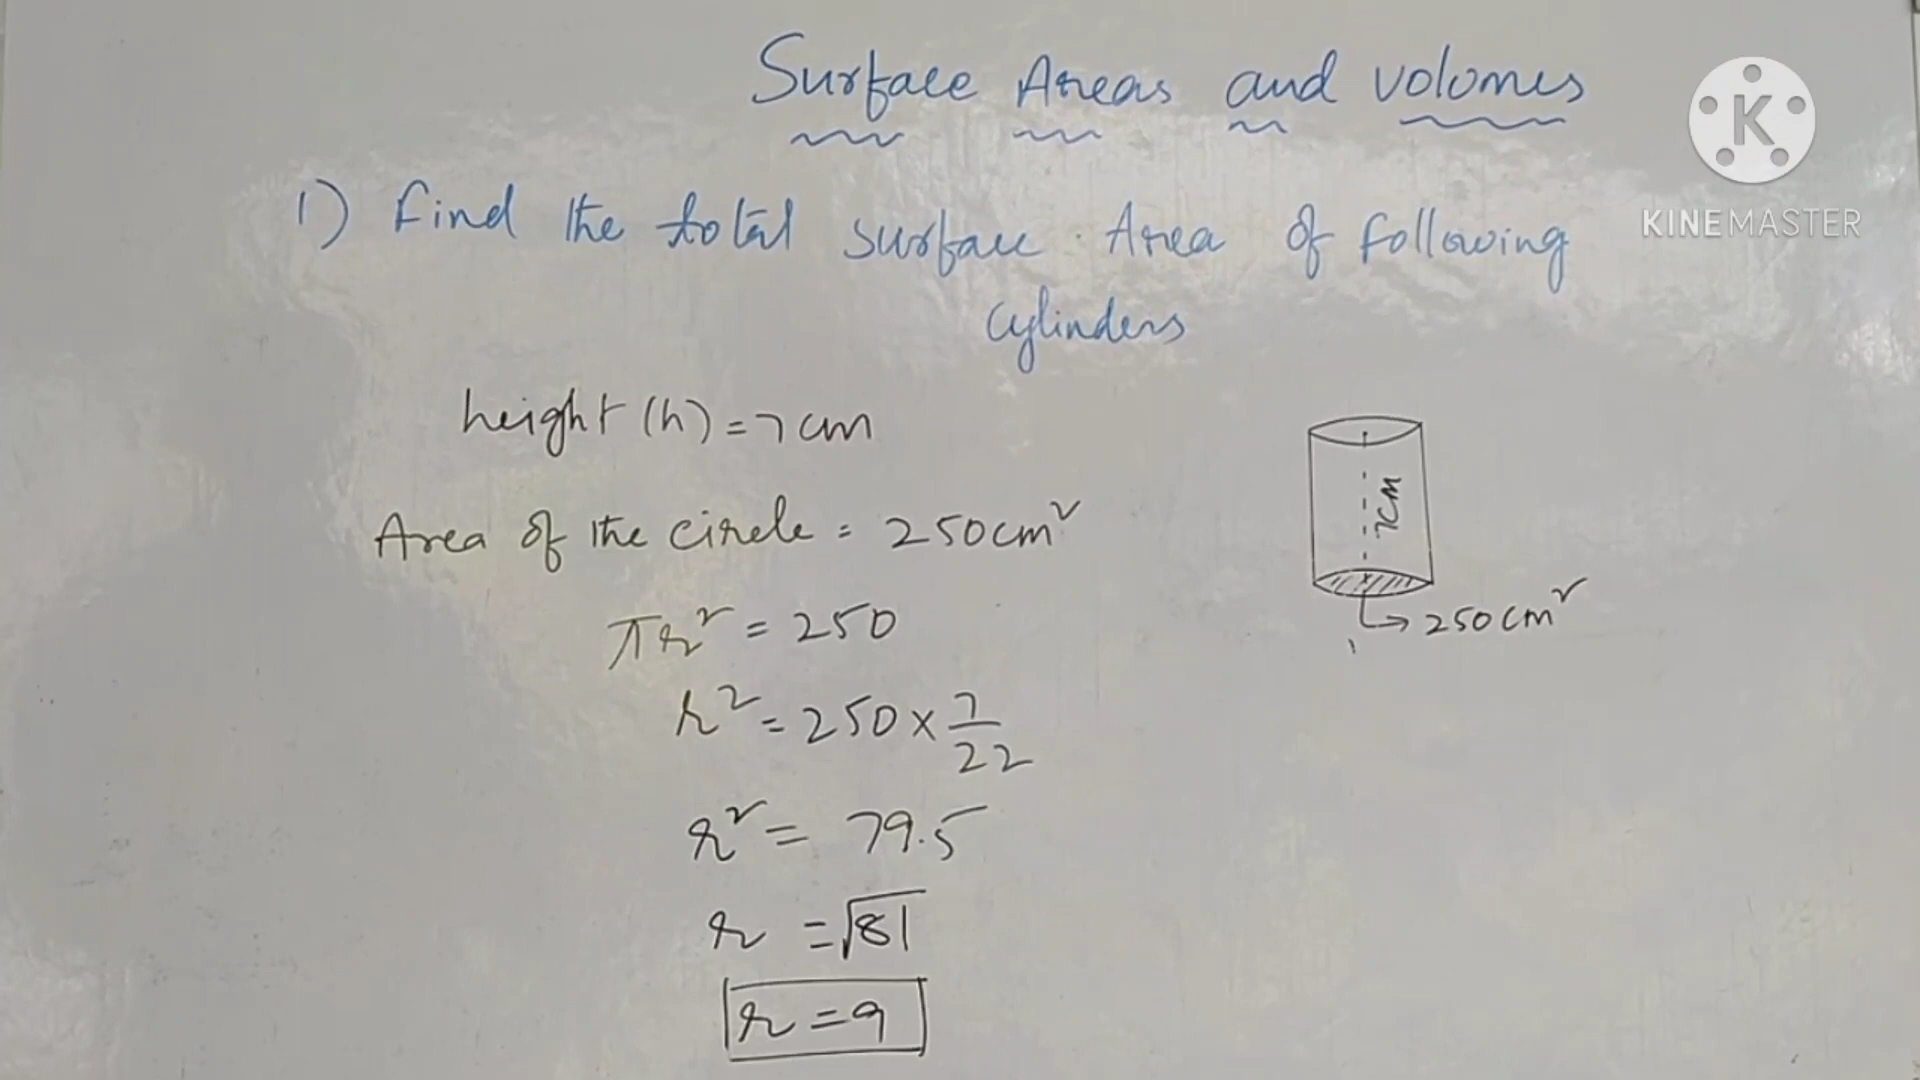 Surface Areas and volomes
K
KINEMASTER
1) Find the total surface Area of following
cylinders
height (h) = 7 cm
7CM
Area of the circle = 250cm²
250cm²
πr² = 250
r² = 250 × 7/22
r² = 79.5
r = √81
r = 9